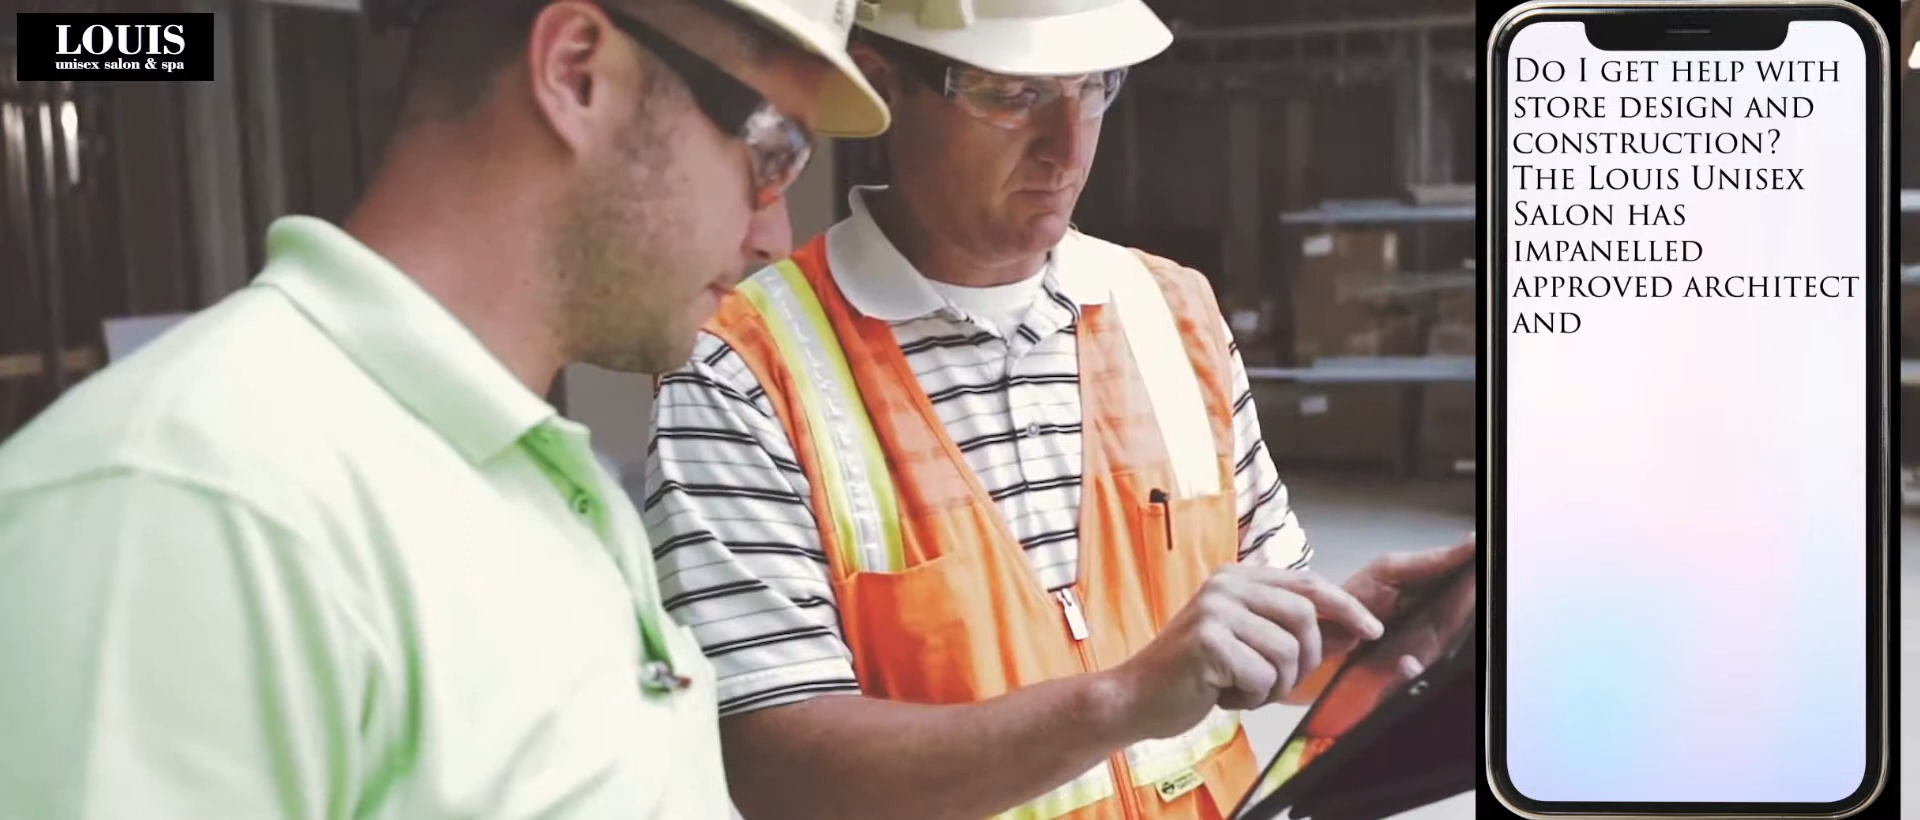 LOUIS
unisex salon & spa
Do I get help with
store design and
construction?
The Louis Unisex
Salon has
impanelled
approved architect
and